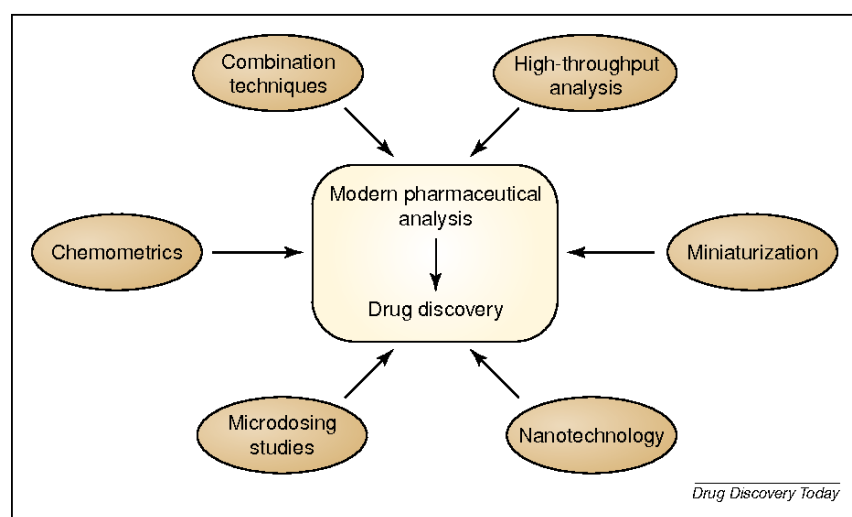 Combination
techniques
High-throughput
analysis
Modern pharmaceutical
analysis
Chemometrics
Miniaturization
Drug discovery
Microdosing
studies
Nanotechnology
Drug Discovery Today